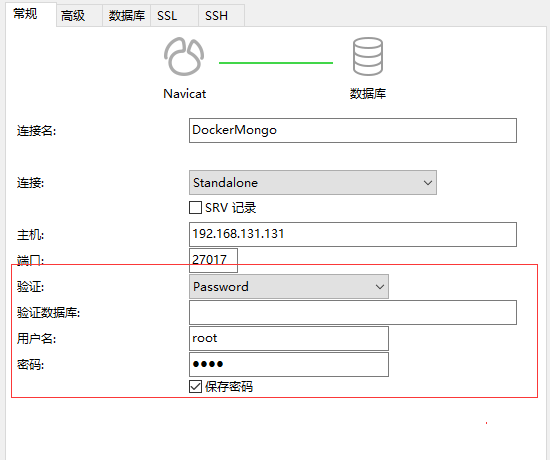 常规 高级 数据库 SSL SSH
Navicat 数据库
连接名: DockerMongo
连接: Standalone
SRV 记录
主机: 192.168.131.131
端口: 27017
验证: Password
验证数据库:
用户名: root
密码: ●●●●
保存密码